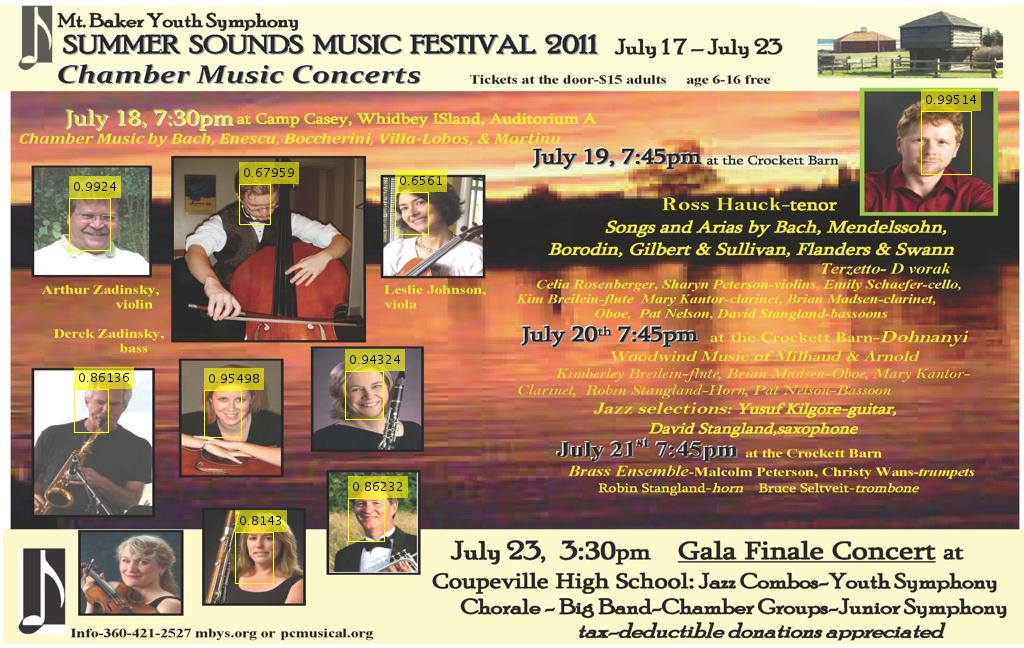 Mt. Baker Youth Symphony
SUMMER SOUNDS MUSIC FESTIVAL 2011 July 17 – July 23
Chamber Music Concerts Tickets at the door-$15 adults age 6-16 free
July 18, 7:30pm at Camp Casey, Whidbey ISland, Auditorium A
Chamber Music by Bach, Enescu, Boccherini, Villa-Lobos, & Martinu
0.9924
0.67959
0.6561
Arthur Zadinsky,
violin
Leslie Johnson,
viola
Derek Zadinsky,
bass
0.86136
0.95498
0.94324
0.8143
0.86232
0.99514
July 19, 7:45pm at the Crockett Barn
Ross Hauck-tenor
Songs and Arias by Bach, Mendelssohn,
Borodin, Gilbert & Sullivan, Flanders & Swann
Terzetto- D vorak
Celia Rosenberger, Sharyn Peterson-violins, Emily Schaefer-cello,
Kim Breilein-flute Mary Kantor-clarinet, Brian Madsen-clarinet,
Oboe, Pat Nelson, David Stangland-bassoons
July 20th 7:45pm at the Crockett Barn-Dohnanyi
Woodwind Music of Milhaud & Arnold
Kimberley Breilein-flute, Brian Madsen-Oboe, Mary Kantor-
Clarinet, Robin Stangland-Horn, Pat Nelson-Bassoon
Jazz selections: Yusuf Kilgore-guitar,
David Stangland,saxophone
July 21st 7:45pm at the Crockett Barn
Brass Ensemble-Malcolm Peterson, Christy Wans-trumpets
Robin Stangland-horn Bruce Seltveit-trombone
July 23, 3:30pm Gala Finale Concert at
Coupeville High School: Jazz Combos-Youth Symphony
Chorale - Big Band-Chamber Groups-Junior Symphony
tax-deductible donations appreciated
Info-360-421-2527 mbys.org or pcmusical.org